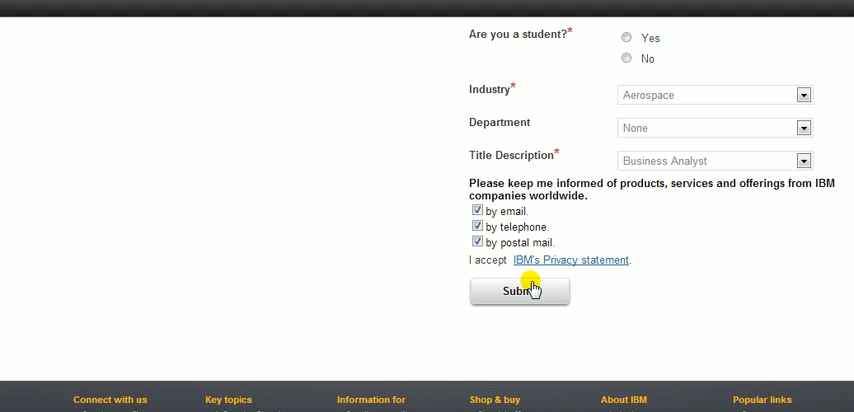 Are you a student?*
Yes
No
Industry*
Aerospace
Department
None
Title Description*
Business Analyst
Please keep me informed of products, services and offerings from IBM
companies worldwide.
by email.
by telephone.
by postal mail.
I accept IBM's Privacy statement.
Connect with us Key topics Information for Shop & buy About IBM Popular links